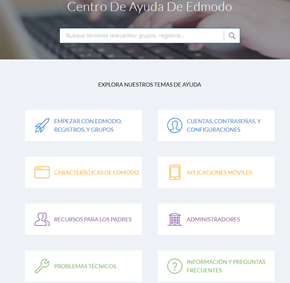 Centro De Ayuda De Edmodo
Busque términos relevantes; grupos, registros...
EXPLORA NUESTROS TEMAS DE AYUDA
EMPEZAR CON EDMODO,
REGISTROS, Y GRUPOS
CUENTAS, CONTRASEÑAS, Y
CONFIGURACIONES
CARACTERÍSTICAS DE EDMODO
APLICACIONES MÓVILES
RECURSOS PARA LOS PADRES
ADMINISTRADORES
PROBLEMAS TÉCNICOS
INFORMACIÓN Y PREGUNTAS
FRECUENTES